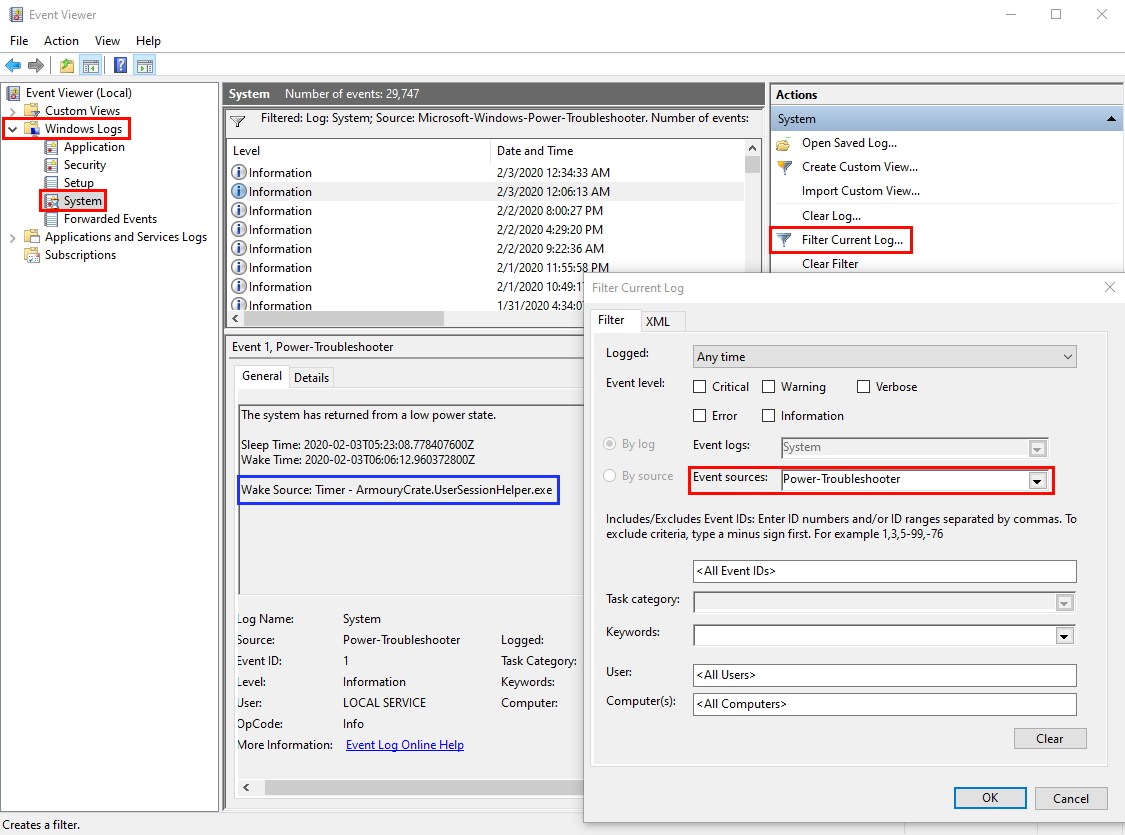 Event Viewer
File Action View Help
Event Viewer (Local)
Custom Views
Windows Logs
Application
Security
Setup
System
Forwarded Events
Applications and Services Logs
Subscriptions
System Number of events: 29,747
Filtered: Log: System; Source: Microsoft-Windows-Power-Troubleshooter. Number of events:
Level Date and Time
Information 2/3/2020 12:34:33 AM
Information 2/3/2020 12:06:13 AM
Information 2/2/2020 8:00:27 PM
Information 2/2/2020 4:29:20 PM
Information 2/2/2020 9:22:36 AM
Information 2/1/2020 11:55:58 PM
Information 2/1/2020 10:49:1
Information 1/31/2020 4:34:0
Event 1, Power-Troubleshooter
General Details
The system has returned from a low power state.
Sleep Time: 2020-02-03T05:23:08.778407600Z
Wake Time: 2020-02-03T06:06:12.960372800Z
Wake Source: Timer - ArmouryCrate.UserSessionHelper.exe
Log Name: System
Source: Power-Troubleshooter Logged:
Event ID: 1 Task Category:
Level: Information Keywords:
User: LOCAL SERVICE Computer:
OpCode: Info
More Information: Event Log Online Help
Actions
System
Open Saved Log...
Create Custom View...
Import Custom View...
Clear Log...
Filter Current Log...
Clear Filter
Filter Current Log
Filter XML
Logged: Any time
Event level: Critical Warning Verbose
Error Information
By log Event logs: System
By source Event sources: Power-Troubleshooter
Includes/Excludes Event IDs: Enter ID numbers and/or ID ranges separated by commas. To
exclude criteria, type a minus sign first. For example 1,3,5-99,-76
<All Event IDs>
Task category:
Keywords:
User: <All Users>
Computer(s): <All Computers>
Clear
OK Cancel
Creates a filter.